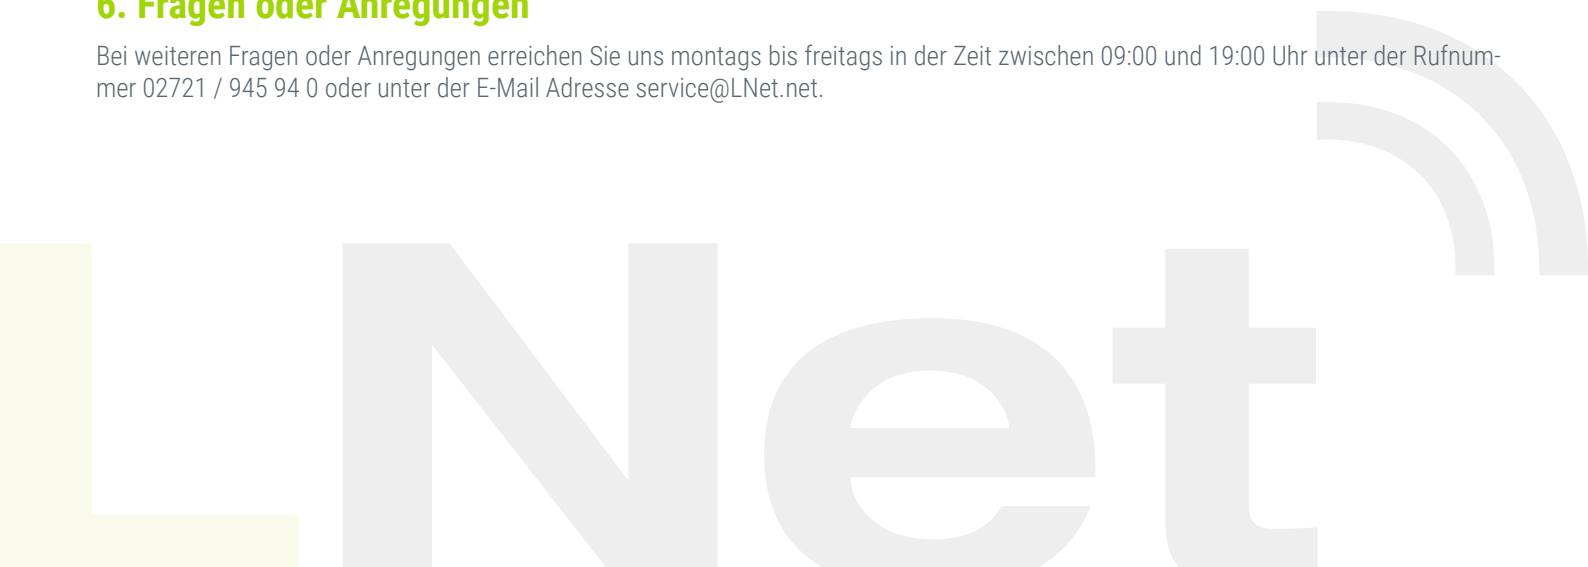 6. Fragen oder Anregungen
Bei weiteren Fragen oder Anregungen erreichen Sie uns montags bis freitags in der Zeit zwischen 09:00 und 19:00 Uhr unter der Rufnum-
mer 02721 / 945 94 0 oder unter der E-Mail Adresse service@LNet.net.
LNet